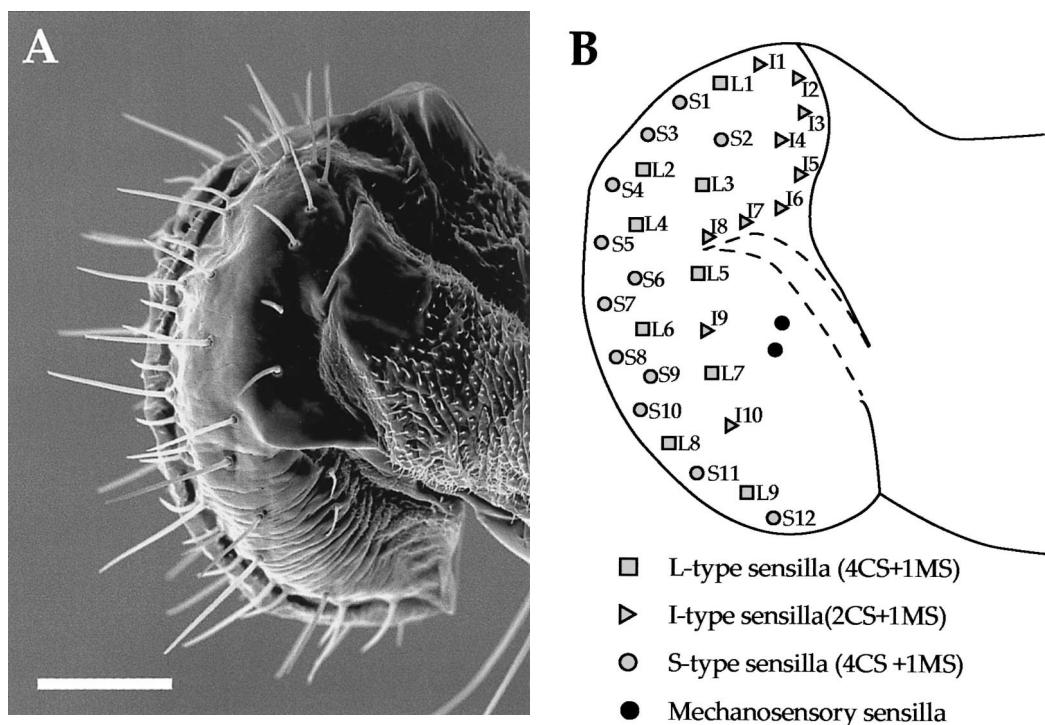 A
B
I1
L1
I2
S1
I3
S3
S2
I4
L2
I5
S4
L3
I6
I7
L4
I8
S5
L5
S6
S7
I9
L6
S8
L7
S9
S10
I10
L8
S11
L9
S12
L-type sensilla (4CS+1MS)
I-type sensilla(2CS+1MS)
S-type sensilla (4CS +1MS)
Mechanosensory sensilla